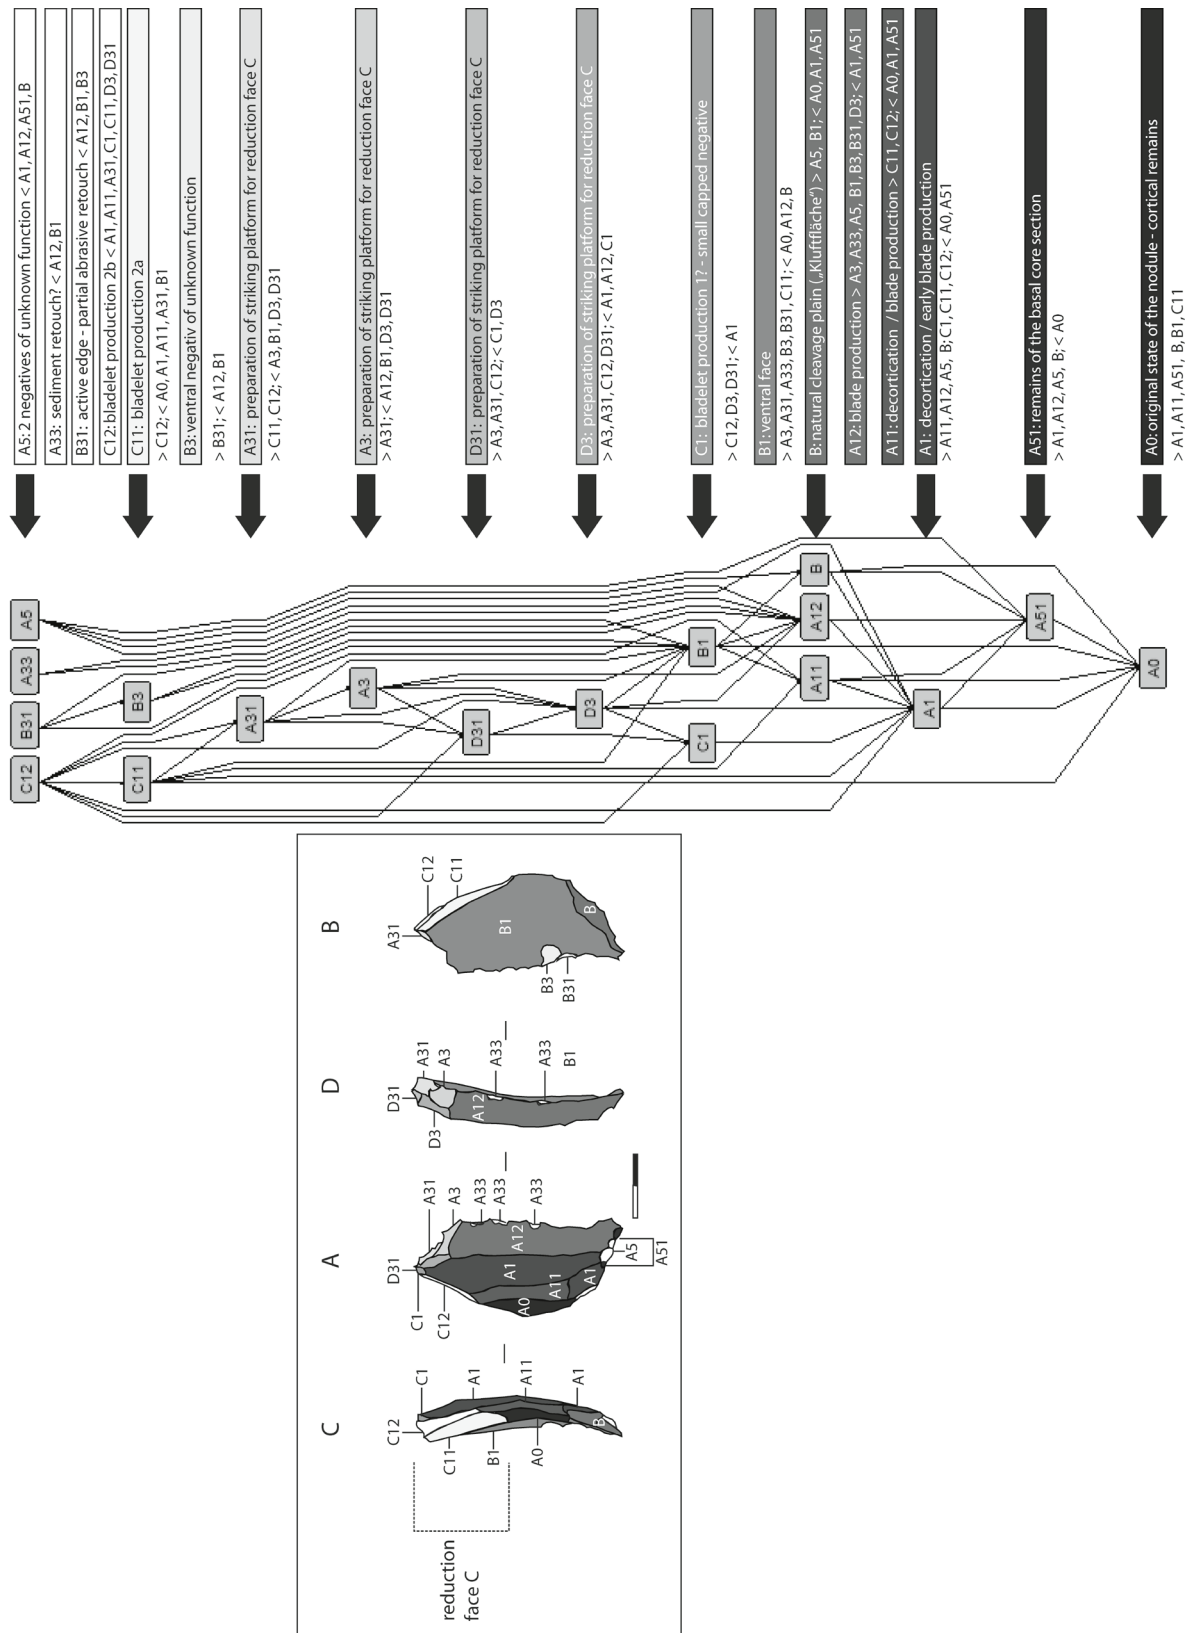 A5: 2 negatives of unknown function < A1, A12, A51, B
A33: sediment retouch? < A12, B1
B31: active edge - partial abrasive retouch < A12, B1, B3
C12: bladelet production 2b < A1, A11, A31, C1, C11, D3, D31
C11: bladelet production 2a
> C12; < A0, A1, A11, A31, B1
B3: ventral negativ of unknown function
> B31; < A12, B1
A31: preparation of striking platform for reduction face C
> C11, C12; < A3, B1, D3, D31
A3: preparation of striking platform for reduction face C
> A31; < A12, B1, D3, D31
D31: preparation of striking platform for reduction face C
> A3, A31, C12; < C1, D3
D3: preparation of striking platform for reduction face C
> A3, A31, C12, D31; < A1, A12, C1
C1: bladelet production 1? - small capped negative
> C12, D3, D31; < A1
B1: ventral face
> A3, A31, A33, B3, B31, C11; < A0, A12, B
B: natural cleavage plain („Kluftfläche“) > A5, B1; < A0, A1, A51
A12: blade production > A3, A33, A5, B1, B3, B31, D3; < A1, A51
A11: decortication / blade production > C11, C12; < A0, A1, A51
A1: decortication / early blade production
> A11, A12, A5, B; C1, C11, C12; < A0, A51
A51: remains of the basal core section
> A1, A12, A5, B; < A0
A0: original state of the nodule - cortical remains
> A1, A11, A51, B, B1, C11
C12
B31
A33
A5
C11
B3
A31
A3
D31
D3
C1
B1
A11
A12
B
A1
A51
A0
C
A
D
B
reduction
face C
C12
C1
C11
A1
B1
A11
A0
A1
B
D31
C1
A31
C12
A3
A33
A33
A33
A12
A1
A11
A0
A1
A5
A51
D31
A31
A3
D3
A12
A33
A33
B1
A31
C12
C11
B1
B3
B31
B